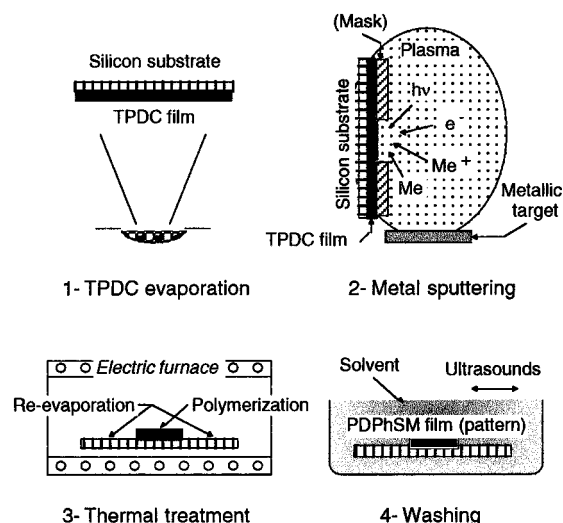 Silicon substrate
TPDC film
1- TPDC evaporation
(Mask)
Plasma
hν
e-
Me+
Me
Silicon substrate
Metallic
target
TPDC film
2- Metal sputtering
Electric furnace
Re-evaporation
Polymerization
3- Thermal treatment
Solvent
Ultrasounds
PDPhSM film (pattern)
4- Washing